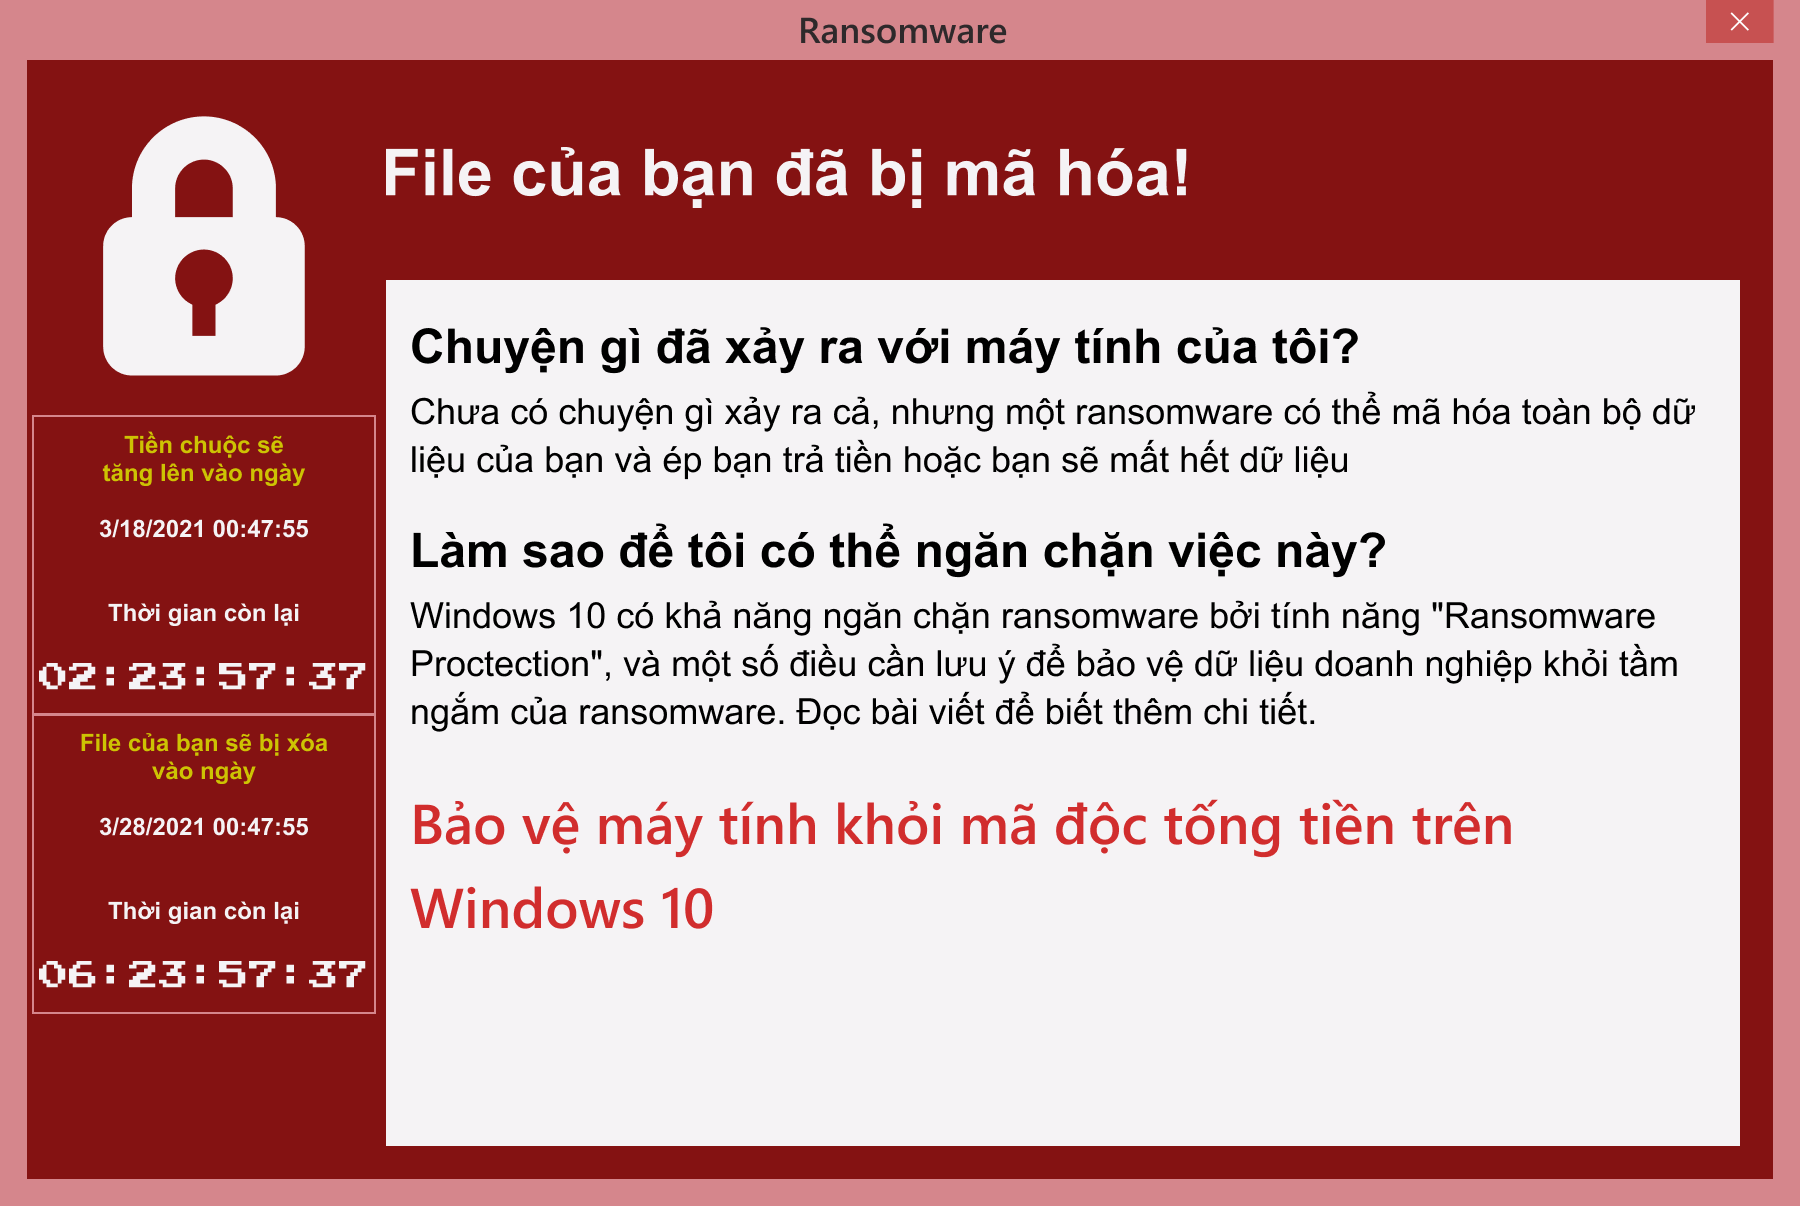 Ransomware
File của bạn đã bị mã hóa!
Tiền chuộc sẽ
tăng lên vào ngày
3/18/2021 00:47:55
Thời gian còn lại
02:23:57:37
File của bạn sẽ bị xóa
vào ngày
3/28/2021 00:47:55
Thời gian còn lại
06:23:57:37
Chuyện gì đã xảy ra với máy tính của tôi?
Chưa có chuyện gì xảy ra cả, nhưng một ransomware có thể mã hóa toàn bộ dữ
liệu của bạn và ép bạn trả tiền hoặc bạn sẽ mất hết dữ liệu
Làm sao để tôi có thể ngăn chặn việc này?
Windows 10 có khả năng ngăn chặn ransomware bởi tính năng "Ransomware
Proctection", và một số điều cần lưu ý để bảo vệ dữ liệu doanh nghiệp khỏi tầm
ngắm của ransomware. Đọc bài viết để biết thêm chi tiết.
Bảo vệ máy tính khỏi mã độc tống tiền trên
Windows 10